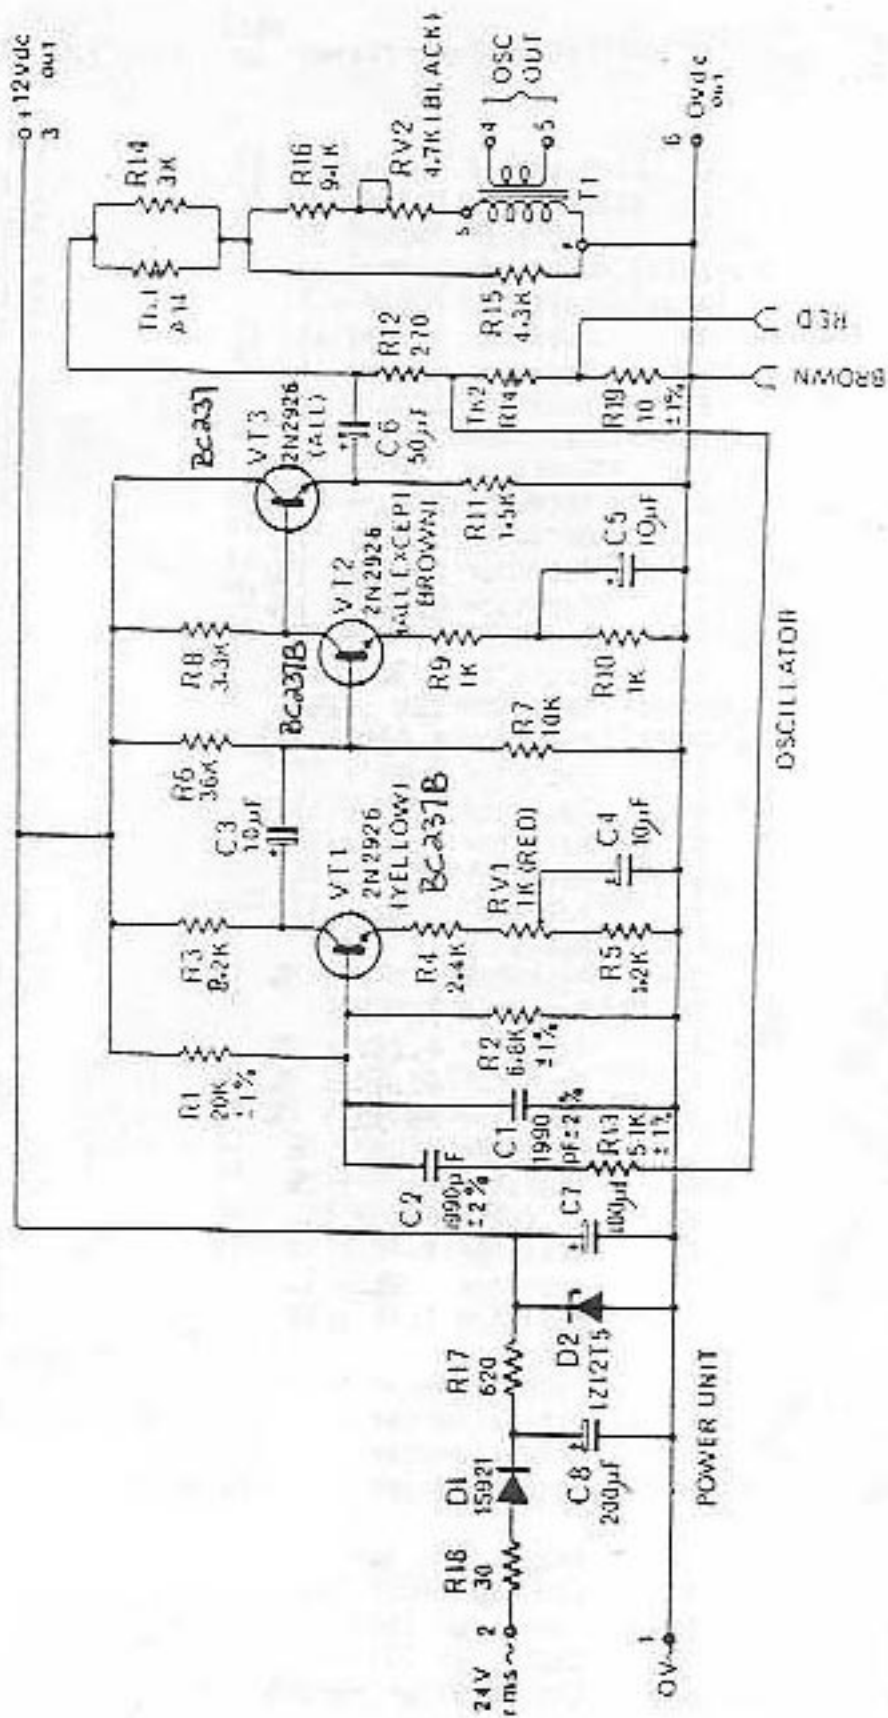 24V
rms~
2
0V~
1
R18
30
D1
1S921
C8
200µF
R17
620
D2
1Z12T5
C7
100µF
POWER UNIT
C2
1990µF
±2%
R1
20K
±1%
C1
1990
PF±2%
R13
5.1K
±1%
R2
6.8K
±1%
R3
8.2K
VT1
2N2926
(YELLOW)
BC237B
R4
2.4K
RV1
1K (RED)
R5
1.2K
C4
10µF
C3
10µF
R6
36K
R7
10K
R8
3.3K
BC237B
VT2
2N2926
(ALL EXCEPT
BROWN)
R9
1K
R10
1K
C5
10µF
BC237
VT3
2N2926
(ALL)
C6
50µF
R11
1.5K
R12
270
TH2
R14
R19
10
±1%
BROWN
RED
R14
3K
R16
9.1K
RV2
4.7K (BLACK)
R15
4.3K
S
T1
4
5
OSC
OUT
+12vdc
out
3
6
0vdc
out
OSCILLATOR